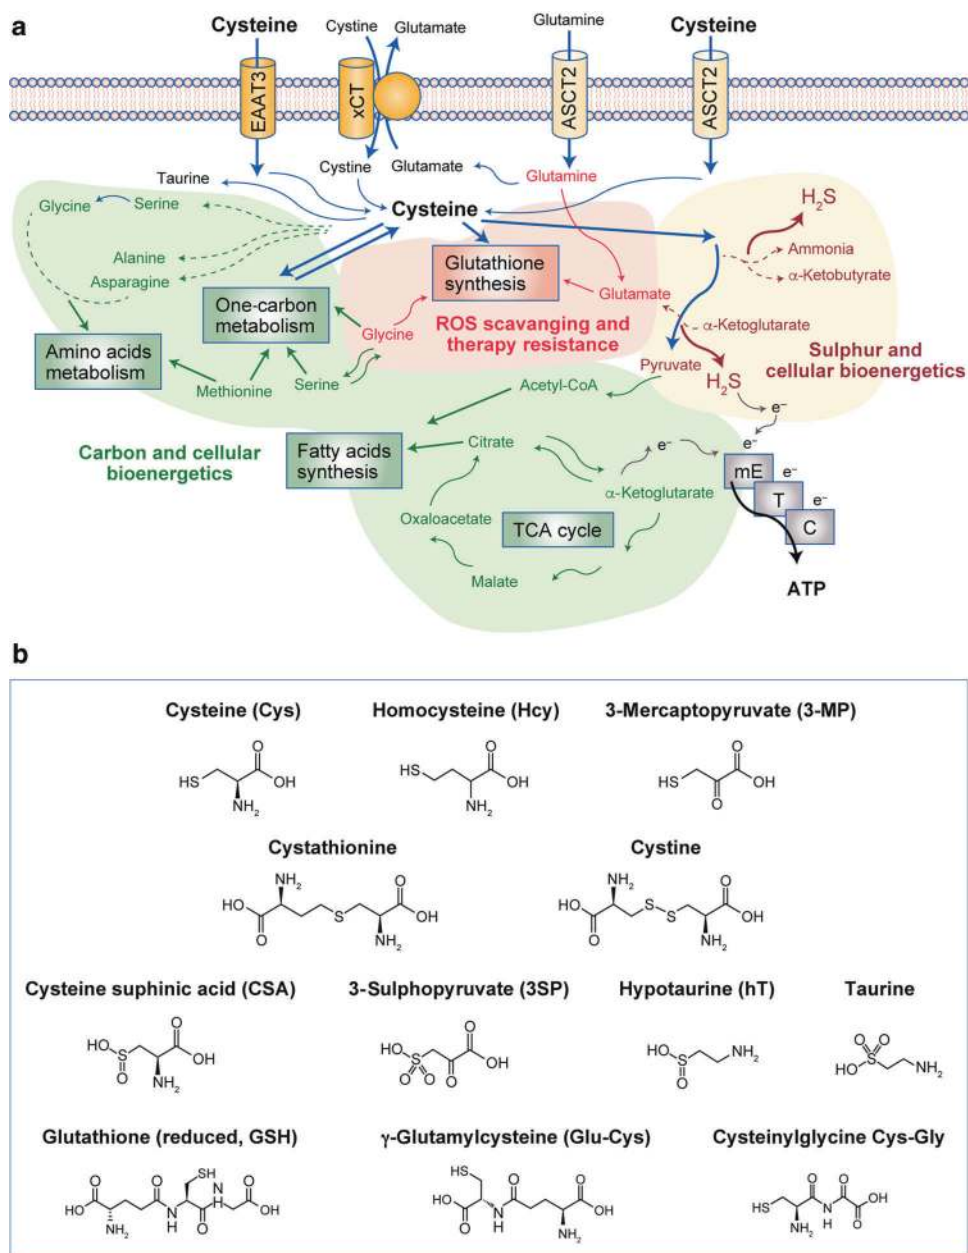 a
Cysteine
Cystine
Glutamate
Glutamine
Cysteine
EAAT3
xCT
ASCT2
ASCT2
Taurine
Cystine
Glutamate
Glutamine
H₂S
Glycine
Serine
Cysteine
Ammonia
α-Ketobutyrate
Alanine
Asparagine
Glutathione
synthesis
Glutamate
One-carbon
metabolism
Glycine
ROS scavanging and
therapy resistance
α-Ketoglutarate
Sulphur and
cellular bioenergetics
Amino acids
metabolism
Methionine
Serine
Acetyl-CoA
Pyruvate
H₂S
e⁻
Carbon and cellular
bioenergetics
Fatty acids
synthesis
Citrate
e⁻
e⁻
mE
e⁻
α-Ketoglutarate
T
e⁻
Oxaloacetate
TCA cycle
C
Malate
ATP
b
Cysteine (Cys)
Homocysteine (Hcy)
3-Mercaptopyruvate (3-MP)
O
HS
OH
NH₂
O
HS
OH
NH₂
O
HS
OH
O
Cystathionine
Cystine
NH₂
O
HO
S
OH
O
NH₂
NH₂
O
HO
S
S
OH
O
NH₂
Cysteine suphinic acid (CSA)
3-Sulphopyruvate (3SP)
Hypotaurine (hT)
Taurine
O
HO
S
OH
O
NH₂
O
HO
S
OH
O
O
O
HO
S
NH₂
O
O
O
S
HO
NH₂
Glutathione (reduced, GSH)
γ-Glutamylcysteine (Glu-Cys)
Cysteinylglycine Cys-Gly
SH
O
O
N
H
O
HO
OH
NH₂
N
H
O
HS
O
O
O
HO
N
H
OH
NH₂
O
O
HS
OH
N
H
NH₂
O